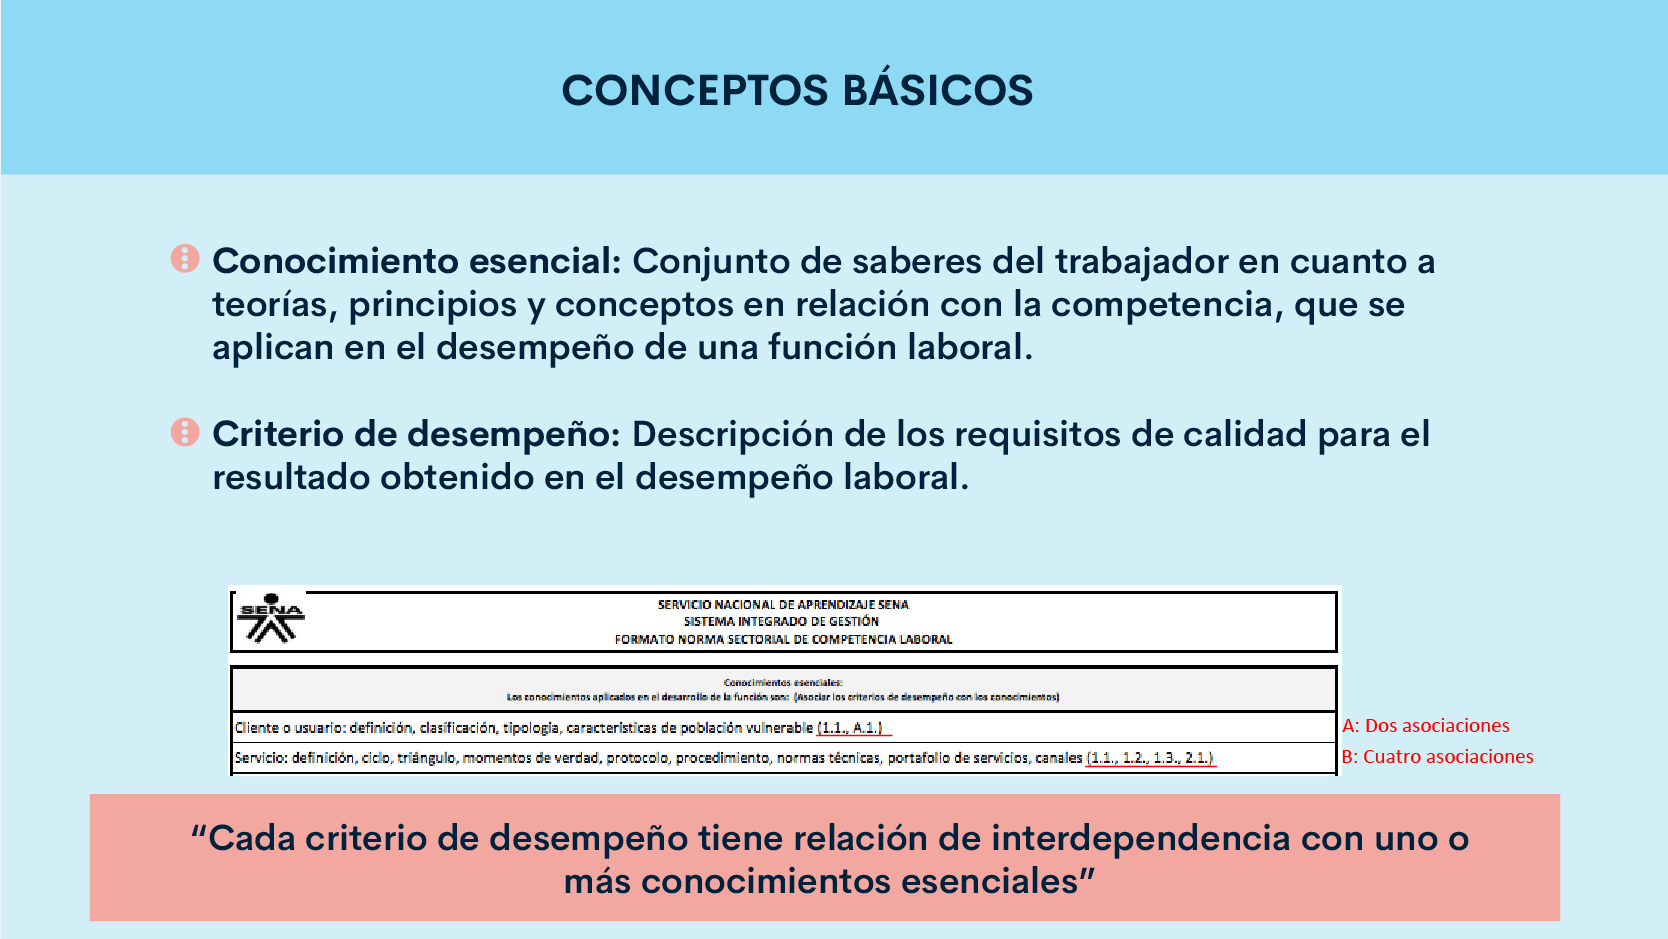 CONCEPTOS BÁSICOS
Conocimiento esencial: Conjunto de saberes del trabajador en cuanto a
teorías, principios y conceptos en relación con la competencia, que se
aplican en el desempeño de una función laboral.
Criterio de desempeño: Descripción de los requisitos de calidad para el
resultado obtenido en el desempeño laboral.
SENA
SERVICIO NACIONAL DE APRENDIZAJE SENA
SISTEMA INTEGRADO DE GESTIÓN
FORMATO NORMA SECTORIAL DE COMPETENCIA LABORAL
Conocimientos esenciales:
Los conocimientos aplicados en el desarrollo de la función son: (Asociar los criterios de desempeño con los conocimientos)
Cliente o usuario: definición, clasificación, tipología, características de población vulnerable (1.1., A.1.)
A: Dos asociaciones
Servicio: definición, ciclo, triángulo, momentos de verdad, protocolo, procedimiento, normas técnicas, portafolio de servicios, canales (1.1., 1.2., 1.3., 2.1.)
B: Cuatro asociaciones
“Cada criterio de desempeño tiene relación de interdependencia con uno o
más conocimientos esenciales”